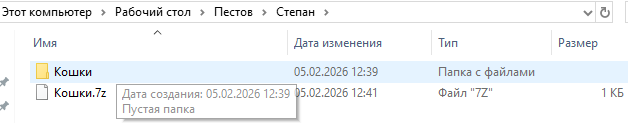 Этот компьютер > Рабочий стол > Пестов > Степан >
Имя Дата изменения Тип Размер
Кошки 05.02.2026 12:39 Папка с файлами
Кошки.7z 05.02.2026 12:41 Файл "7Z" 1 КБ
Дата создания: 05.02.2026 12:39
Пустая папка